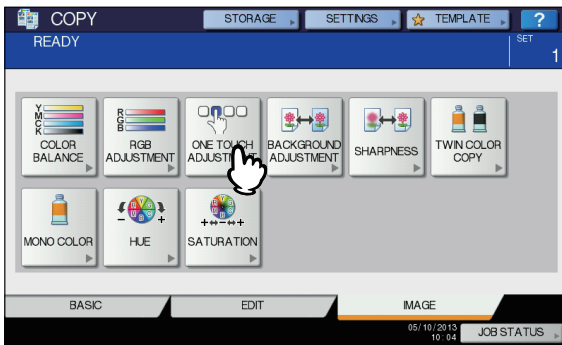 COPY
STORAGE
SETTINGS
TEMPLATE
?
READY
SET
1
Y
M
C
K
COLOR
BALANCE
R
G
B
RGB
ADJUSTMENT
ONE TOUCH
BACKGROUND
ADJUSTMENT
SHARPNESS
TWIN COLOR
COPY
MONO COLOR
- +
HUE
+↔-↔+
SATURATION
BASIC
EDIT
IMAGE
05/10/2013
10:04
JOB STATUS